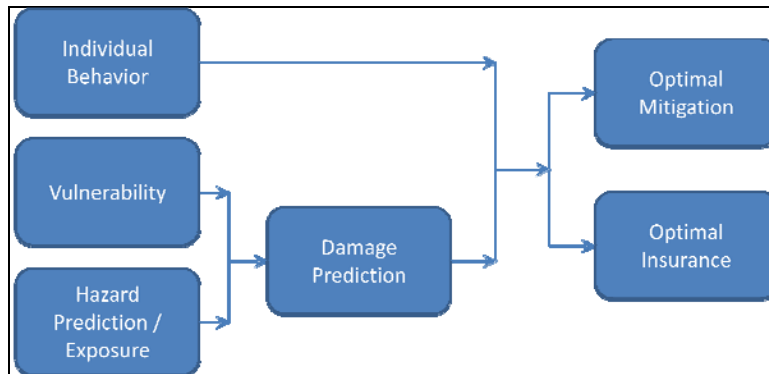 Individual
Behavior
Vulnerability
Hazard
Prediction /
Exposure
Damage
Prediction
Optimal
Mitigation
Optimal
Insurance